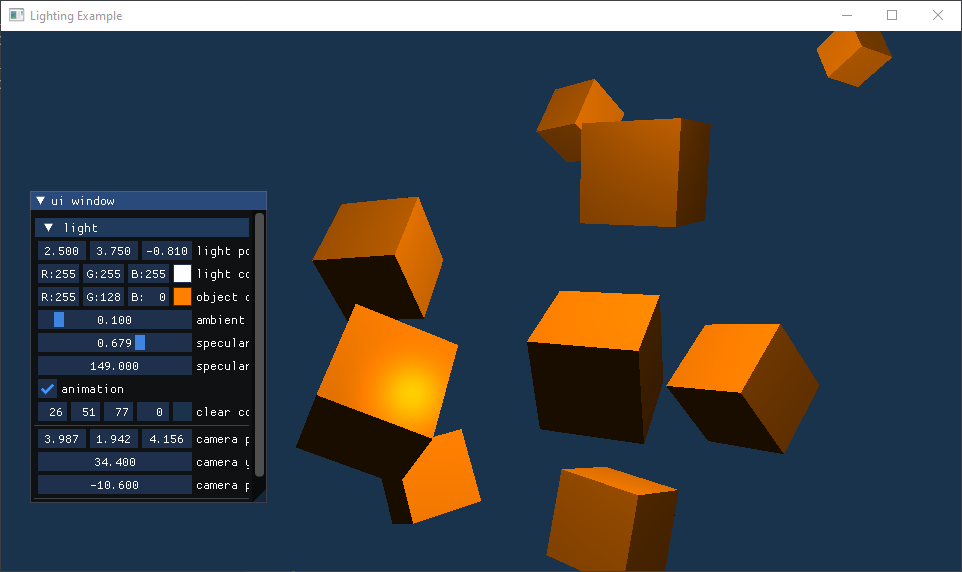 Lighting Example
ui window
light
2.500 3.750 -0.810 light po
R:255 G:255 B:255 light co
R:255 G:128 B: 0 object c
0.100 ambient
0.679 specular
149.000 specular
animation
26 51 77 0 clear co
3.987 1.942 4.156 camera p
34.400 camera y
-10.600 camera p